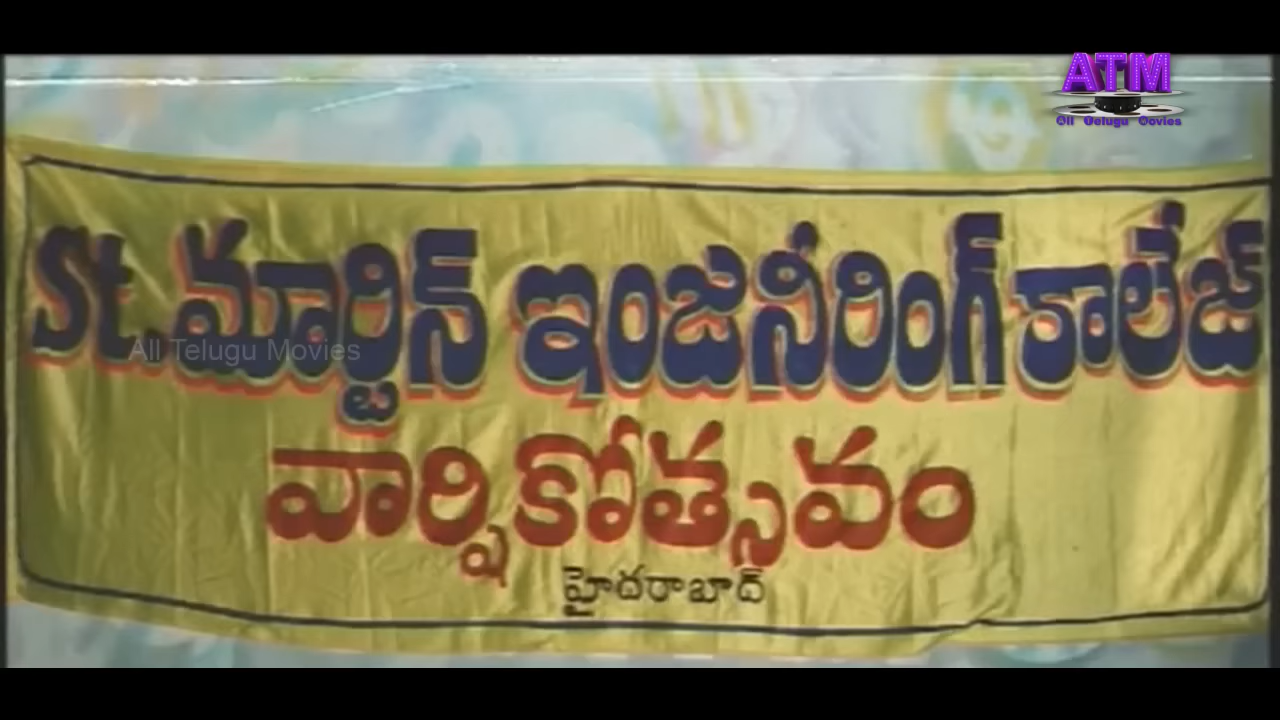 ATM
All Telugu Movies
St. మార్టిన్ ఇంజనీరింగ్ కాలేజ్
All Telugu Movies
వార్షికోత్సవం
హైదరాబాద్